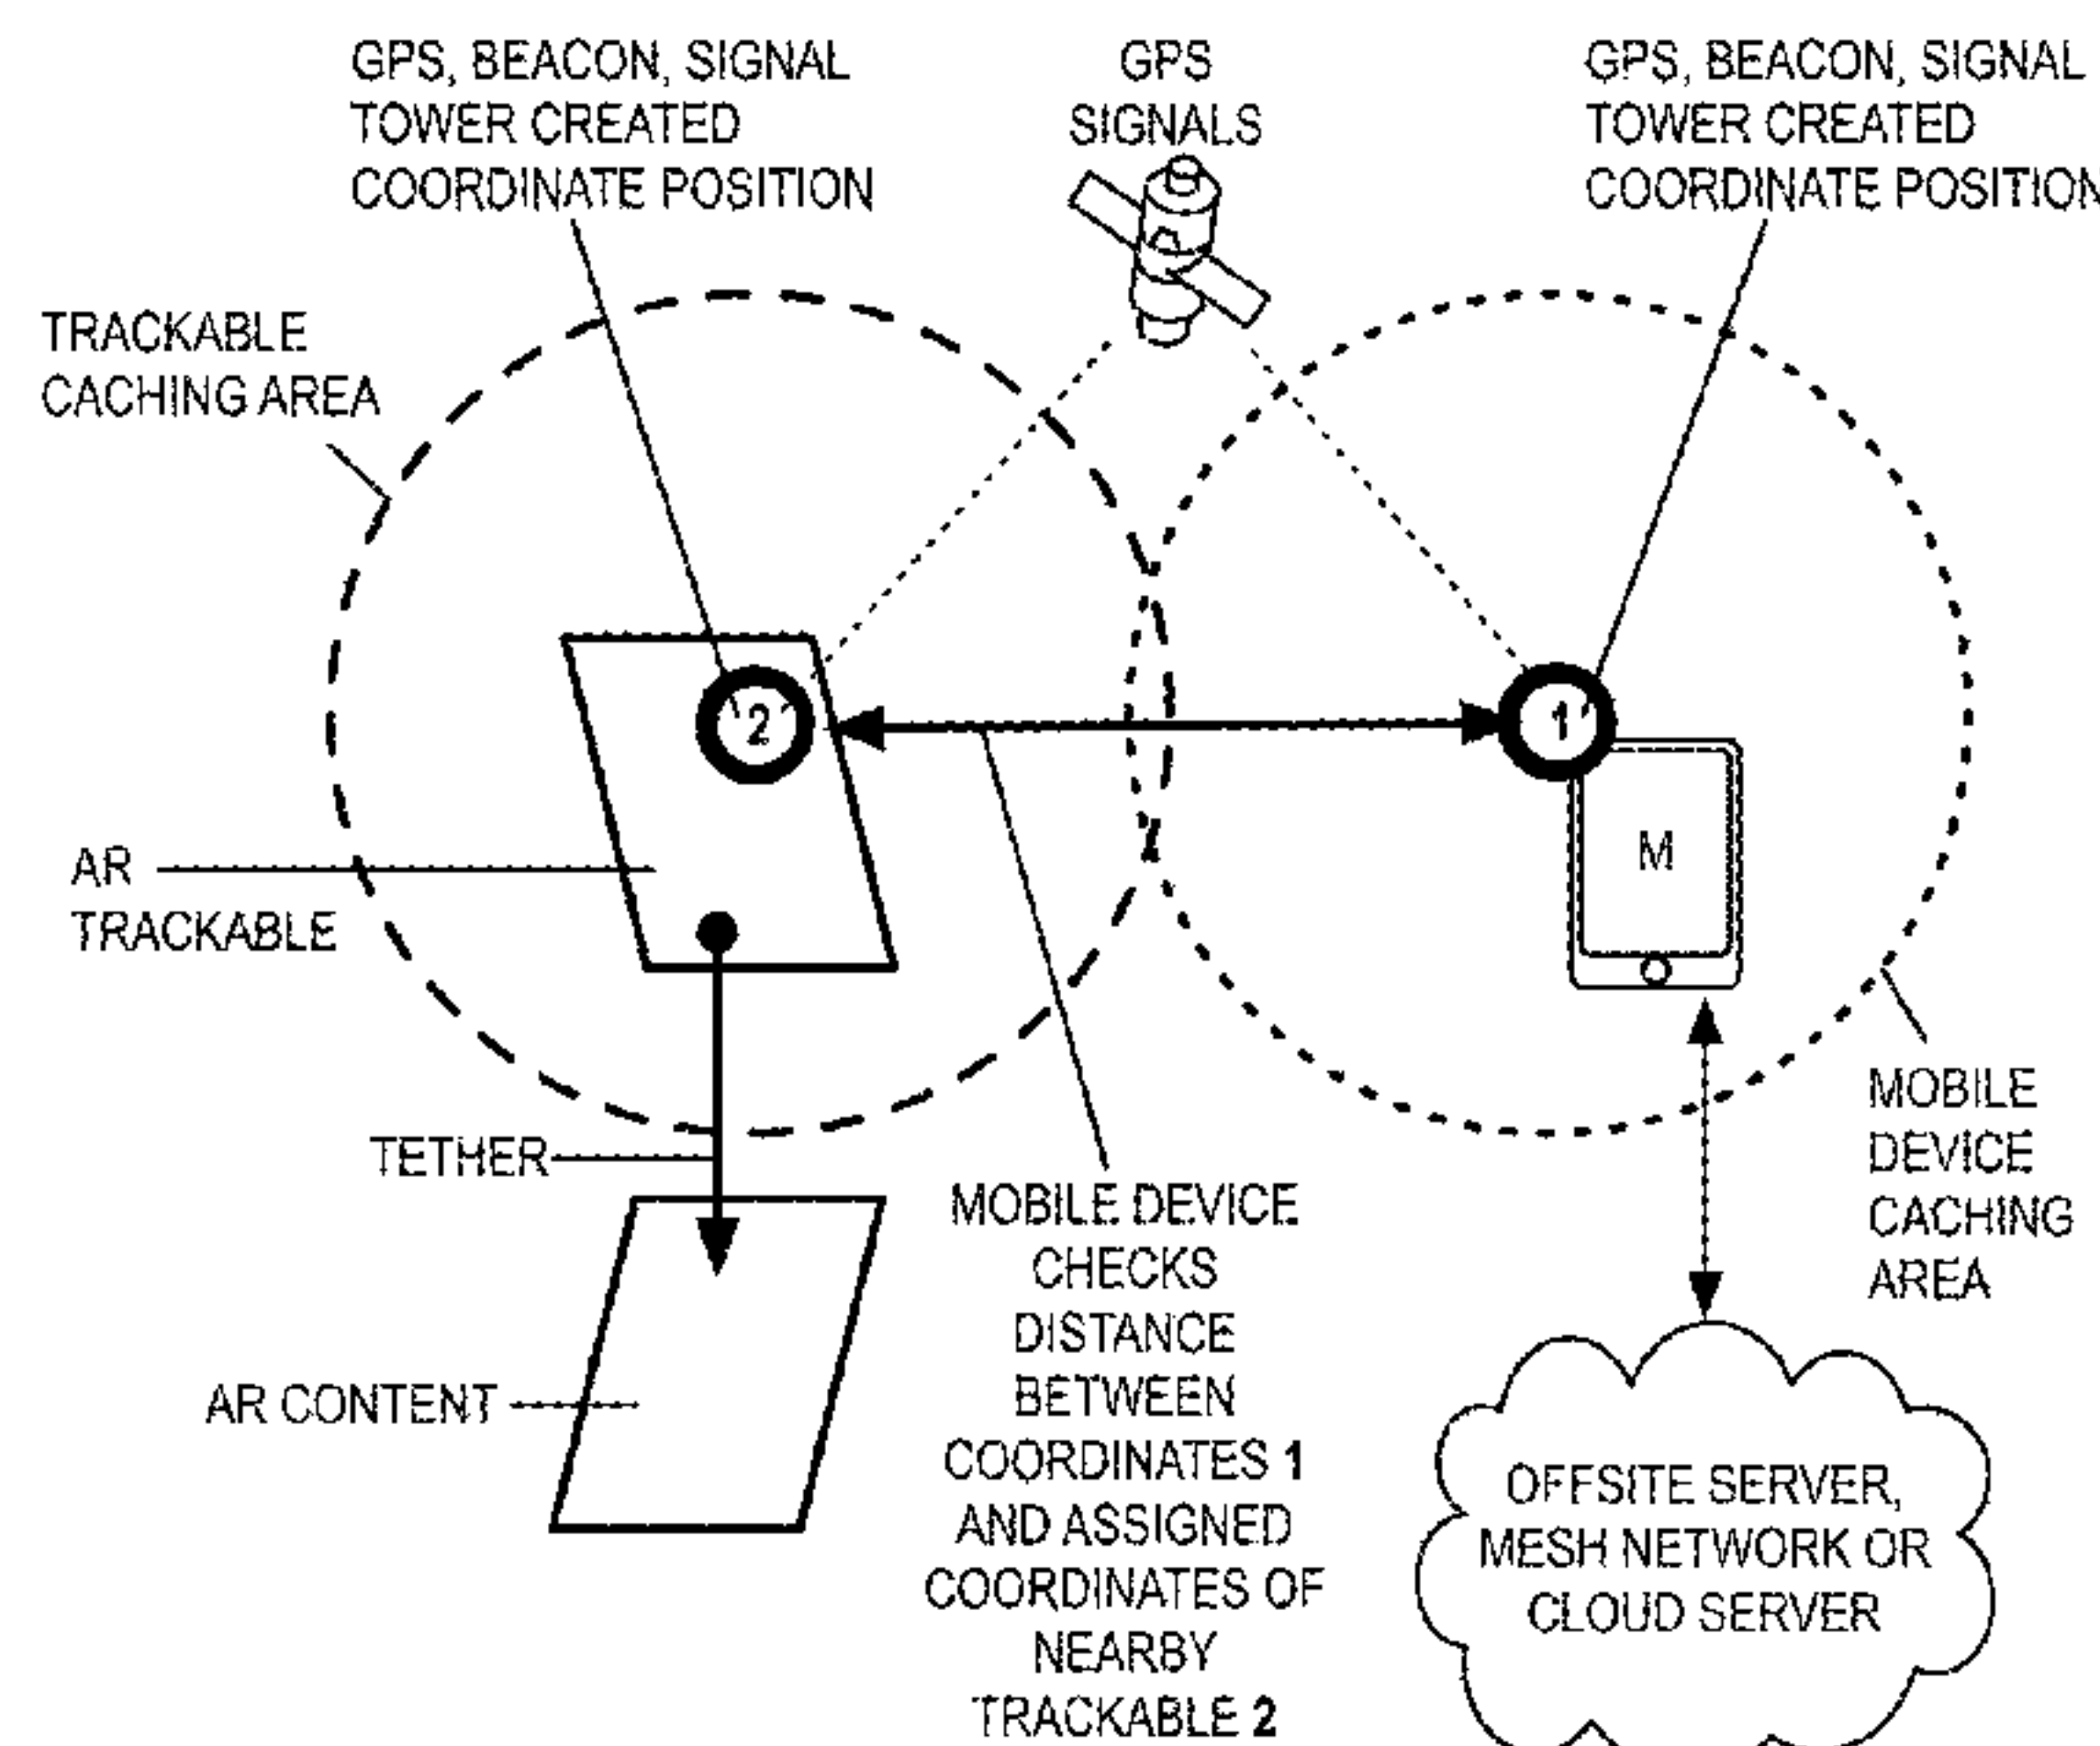 GPS, BEACON, SIGNAL
TOWER CREATED
COORDINATE POSITION
GPS
SIGNALS
GPS, BEACON, SIGNAL
TOWER CREATED
COORDINATE POSITION
TRACKABLE
CACHING AREA
2
1
M
AR
TRACKABLE
TETHER
AR CONTENT
MOBILE DEVICE
CHECKS
DISTANCE
BETWEEN
COORDINATES 1
AND ASSIGNED
COORDINATES OF
NEARBY
TRACKABLE 2
MOBILE
DEVICE
CACHING
AREA
OFFSITE SERVER,
MESH NETWORK OR
CLOUD SERVER